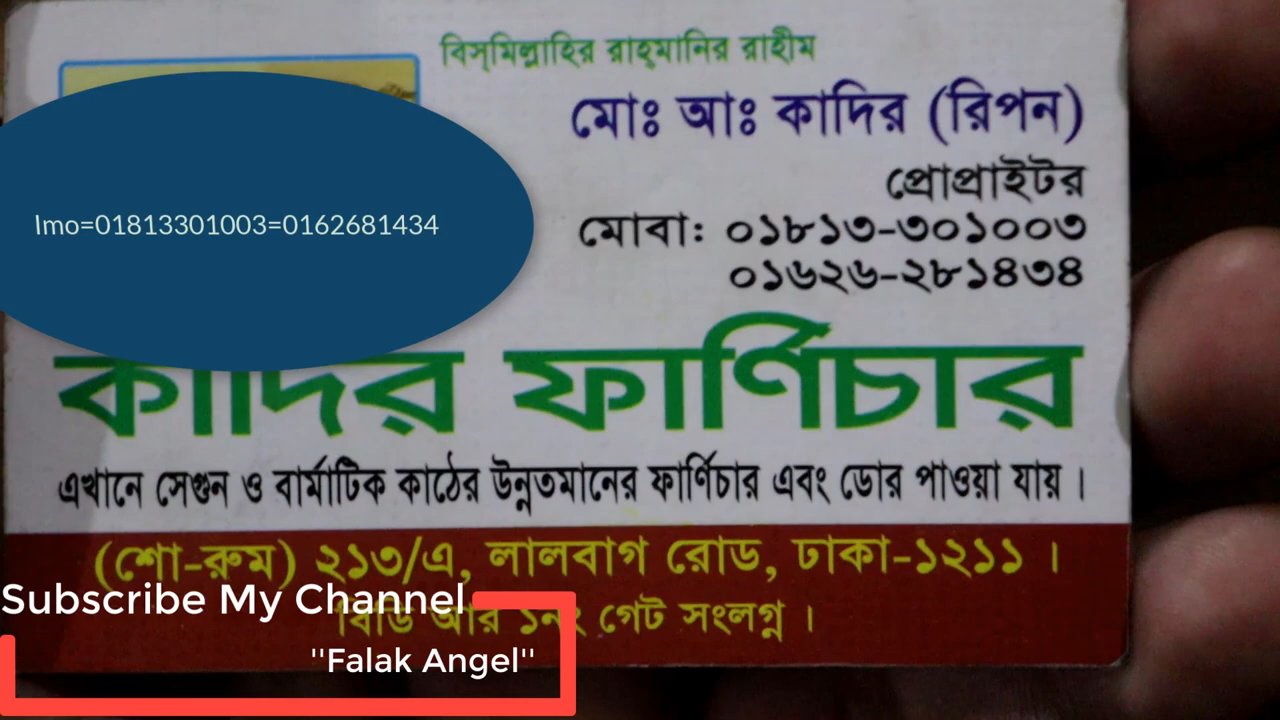 বিস্‌মিল্লাহির রাহ্‌মানির রাহীম
মোঃ আঃ কাদির (রিপন)
প্রোপ্রাইটর
মোবা: ০১৮১৩-৩০১০০৩
০১৬২৬-২৮১৪৩৪
Imo=01813301003=0162681434
কাদির ফার্ণিচার
এখানে সেগুন ও বার্মাটিক কাঠের উন্নতমানের ফার্ণিচার এবং ডোর পাওয়া যায়।
(শো-রুম) ২১৩/এ, লালবাগ রোড, ঢাকা-১২১১।
বিডি আর ১নং গেট সংলগ্ন।
Subscribe My Channel
"Falak Angel"